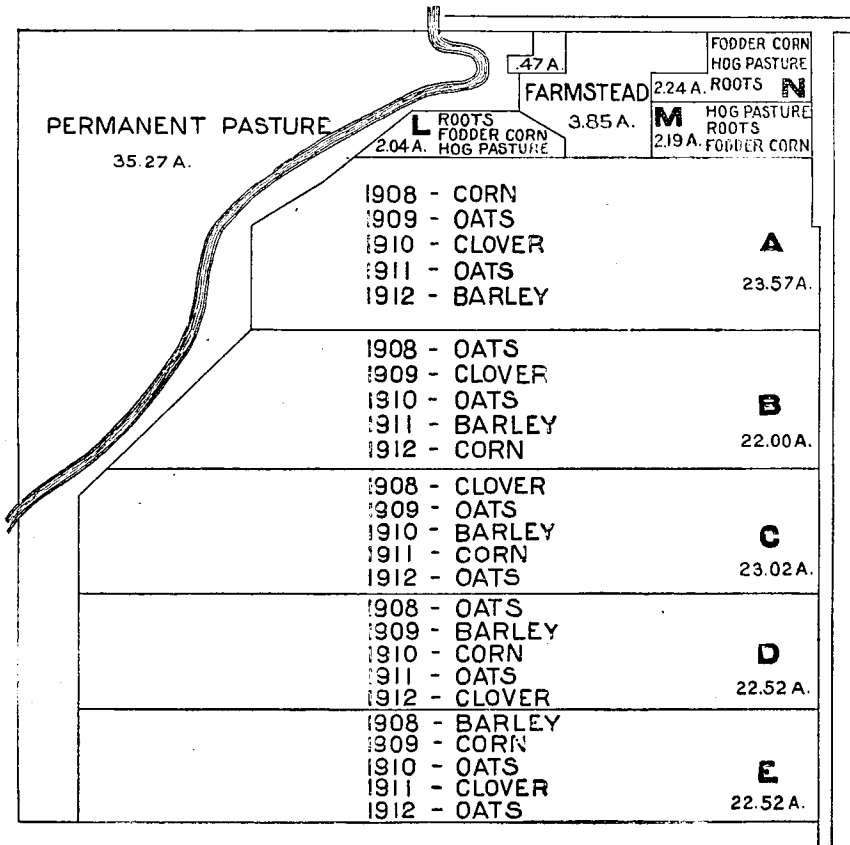 PERMANENT PASTURE
35.27 A.
.47 A.
FARMSTEAD
3.85 A.
FODDER CORN
HOG PASTURE
2.24 A. ROOTS N
M HOG PASTURE
ROOTS
2.19 A. FODDER CORN
L ROOTS
FODDER CORN
2.04 A. HOG PASTURE
1908 - CORN
1909 - OATS
1910 - CLOVER
1911 - OATS
1912 - BARLEY
A
23.57 A.
1908 - OATS
1909 - CLOVER
1910 - OATS
1911 - BARLEY
1912 - CORN
B
22.00 A.
1908 - CLOVER
1909 - OATS
1910 - BARLEY
1911 - CORN
1912 - OATS
C
23.02 A.
1908 - OATS
1909 - BARLEY
1910 - CORN
1911 - OATS
1912 - CLOVER
D
22.52 A.
1908 - BARLEY
1909 - CORN
1910 - OATS
1911 - CLOVER
1912 - OATS
E
22.52 A.